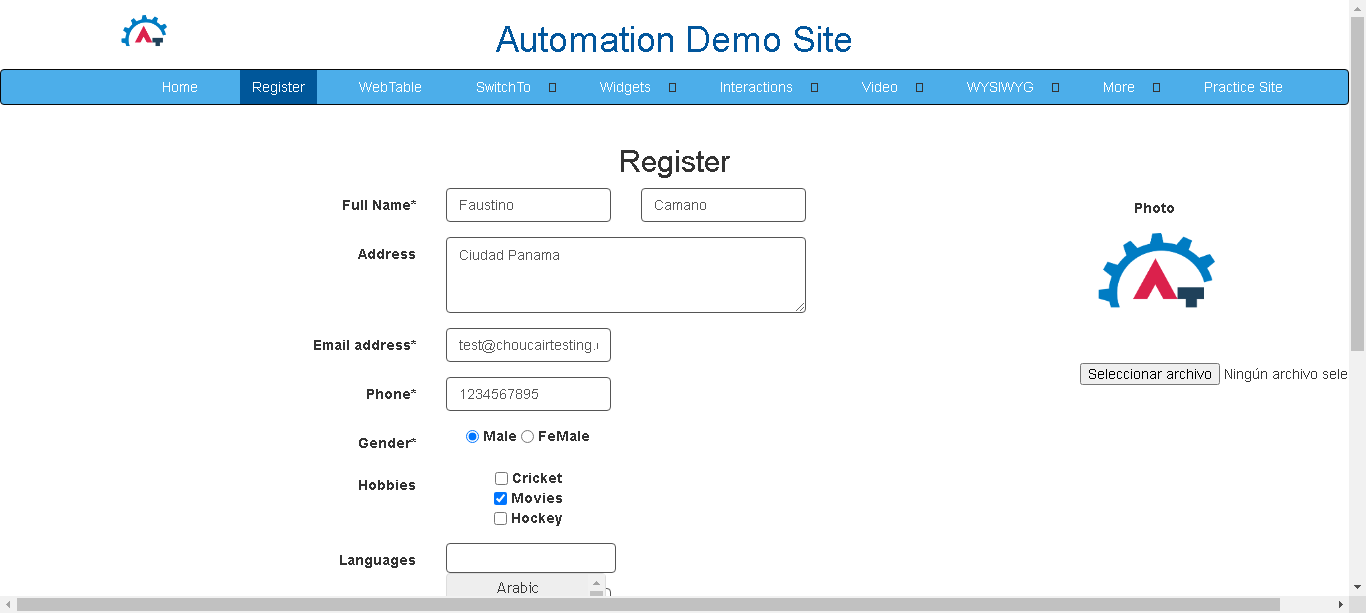 Automation Demo Site
Home Register WebTable SwitchTo Widgets Interactions Video WYSIWYG More Practice Site
Register
Full Name* Faustino Camano
Photo
Address Ciudad Panama
Email address* test@choucairtesting.
Phone* 1234567895
Seleccionar archivo Ningún archivo sele
Gender* Male FeMale
Hobbies Cricket
Movies
Hockey
Languages
Arabic